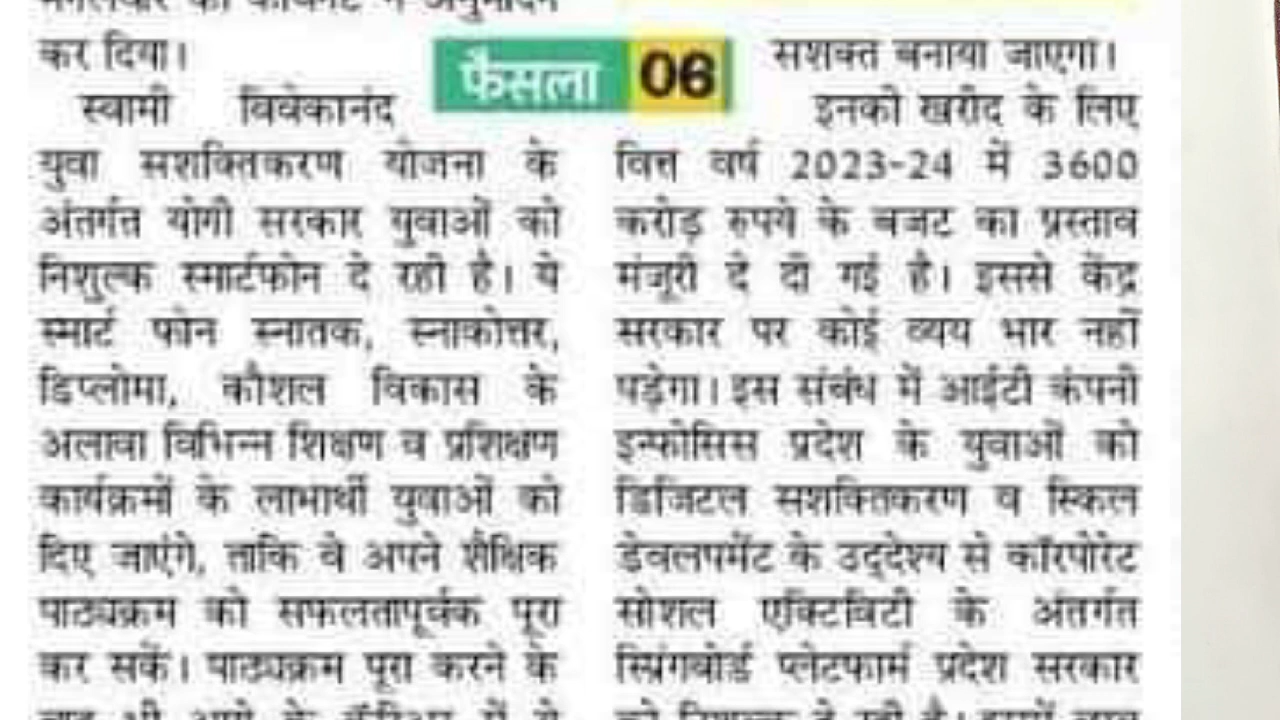 कर दिया।
स्वामी विवेकानंद
युवा सशक्तिकरण योजना के
अंतर्गत योगी सरकार युवाओं को
निशुल्क स्मार्टफोन दे रही है। ये
स्मार्ट फोन स्नातक, स्नाकोत्तर,
डिप्लोमा, कौशल विकास के
अलावा विभिन्न शिक्षण व प्रशिक्षण
कार्यक्रमों के लाभार्थी युवाओं को
दिए जाएंगे, ताकि वे अपने शैक्षिक
पाठ्यक्रम को सफलतापूर्वक पूरा
कर सकें। पाठ्यक्रम पूरा करने के
फैसला 06
सशक्त बनाया जाएगा।
इनकी खरीद के लिए
वित्त वर्ष 2023-24 में 3600
करोड़ रुपये के बजट का प्रस्ताव
मंजूरी दे दी गई है। इससे केंद्र
सरकार पर कोई व्यय भार नहीं
पड़ेगा। इस संबंध में आईटी कंपनी
इन्फोसिस प्रदेश के युवाओं को
डिजिटल सशक्तिकरण व स्किल
डेवलपमेंट के उद्देश्य से कॉरपोरेट
सोशल एक्टिविटी के अंतर्गत
स्प्रिंगबोर्ड प्लेटफार्म प्रदेश सरकार